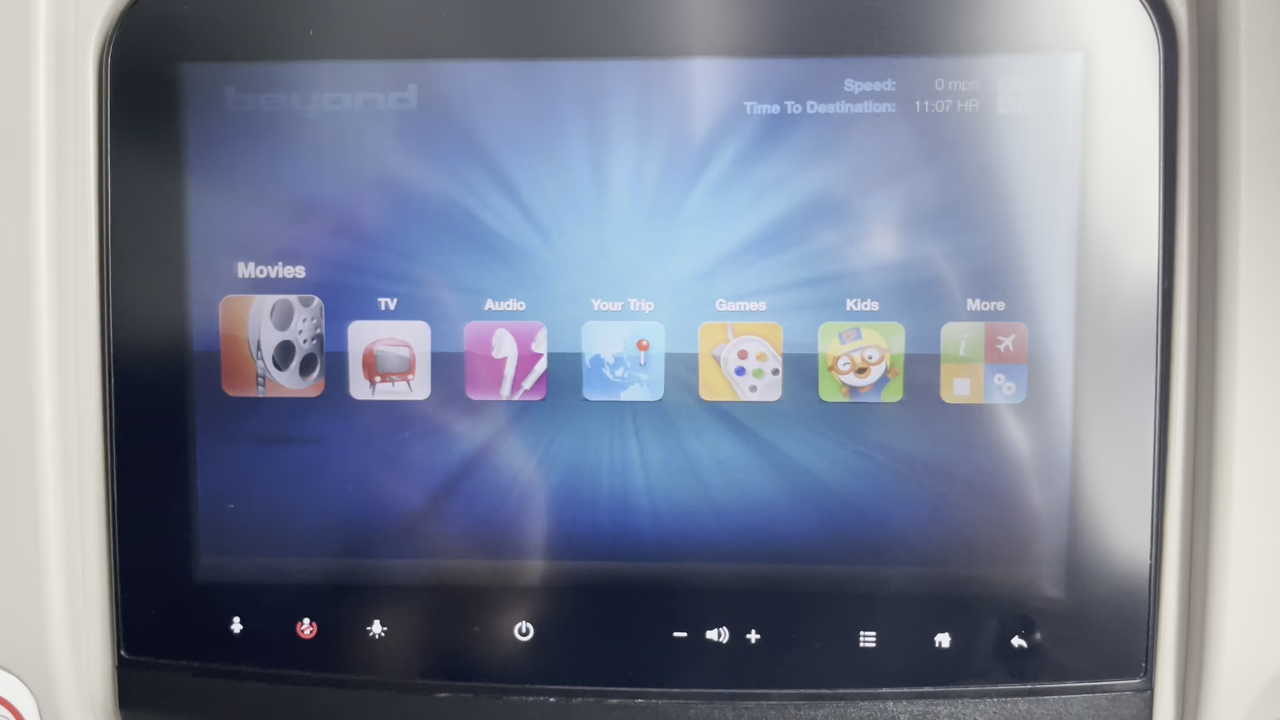 beyond
Speed: 0 mph
Time To Destination: 11:07 HR
Movies
TV
Audio
Your Trip
Games
Kids
More
i